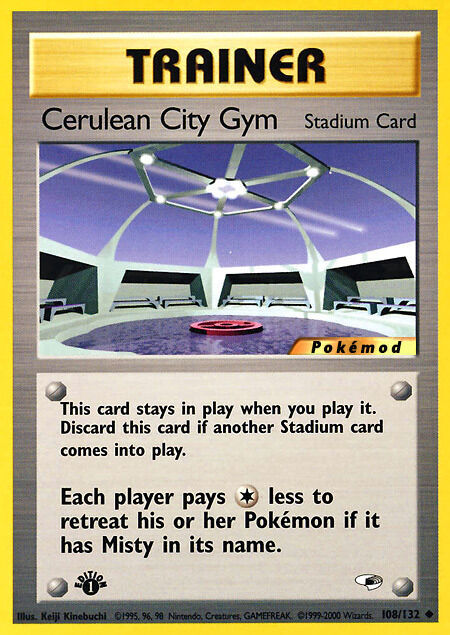 TRAINER
Cerulean City Gym Stadium Card
Pokémod
This card stays in play when you play it.
Discard this card if another Stadium card
comes into play.
Each player pays less to
retreat his or her Pokémon if it
has Misty in its name.
EDITION
1
Illus. Keiji Kinebuchi ©1995, 96, 98 Nintendo, Creatures, GAMEFREAK. ©1999-2000 Wizards. 108/132